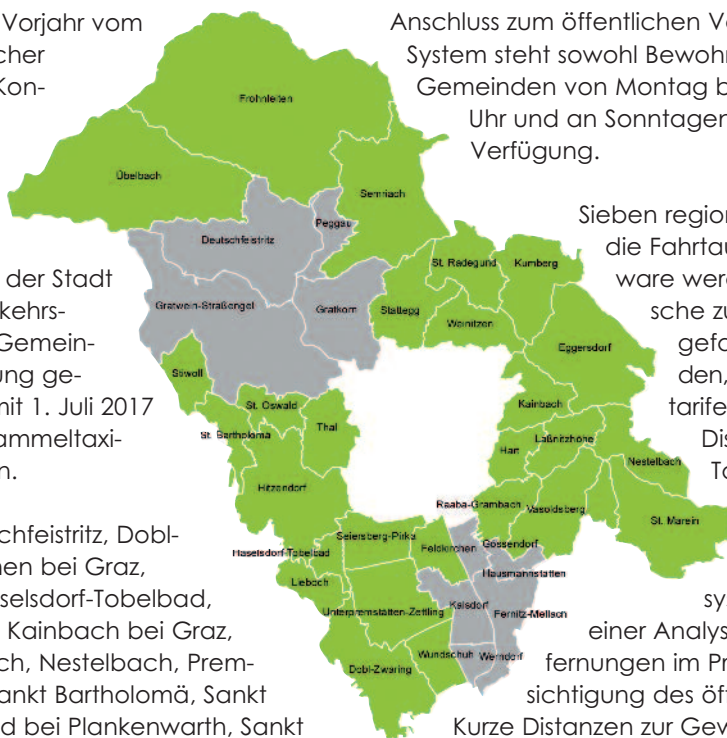 Vorjahr vom
cher
Kon-
der Stadt
kehrs-
Gemein-
ung ge-
mit 1. Juli 2017
ammeltaxi-
n.
chfeistritz, Dobl-
nen bei Graz,
selsdorf-Tobelbad,
Kainbach bei Graz,
ch, Nestelbach, Prem-
ankt Bartholomä, Sankt
d bei Plankenwarth, Sankt
Frohnleiten
Übelbach
Semriach
Peggau
Deutschfeistritz
St. Radegund
Kumberg
Gratwein-Straßengel
Gratkorn
Stattegg
Weinitzen
Eggersdorf
Stiwoll
St. Oswald
Kainbach
St. Bartholomä
Thal
Laßnitzhöhe
Hart
Nestelbach
Hitzendorf
Raaba-Grambach
Vasoldsberg
St. Marein
Seiersberg-Pirka
Feldkirchen
Gössendorf
Haselsdorf-Tobelbad
Hausmannstätten
Lieboch
Unterpremstätten-Zettling
Kalsdorf
Fernitz-Mellach
Wundschuh
Werndorf
Dobl-Zwaring
Anschluss zum öffentlichen Ve
System steht sowohl Bewohn
Gemeinden von Montag b
Uhr und an Sonntagen
Verfügung.
Sieben region
die Fahrtau
ware wer
sche zu
gefa
den,
tarife
Dis
Ta
sy
einer Analys
fernungen im Pr
sichtigung des öff
Kurze Distanzen zur Gev